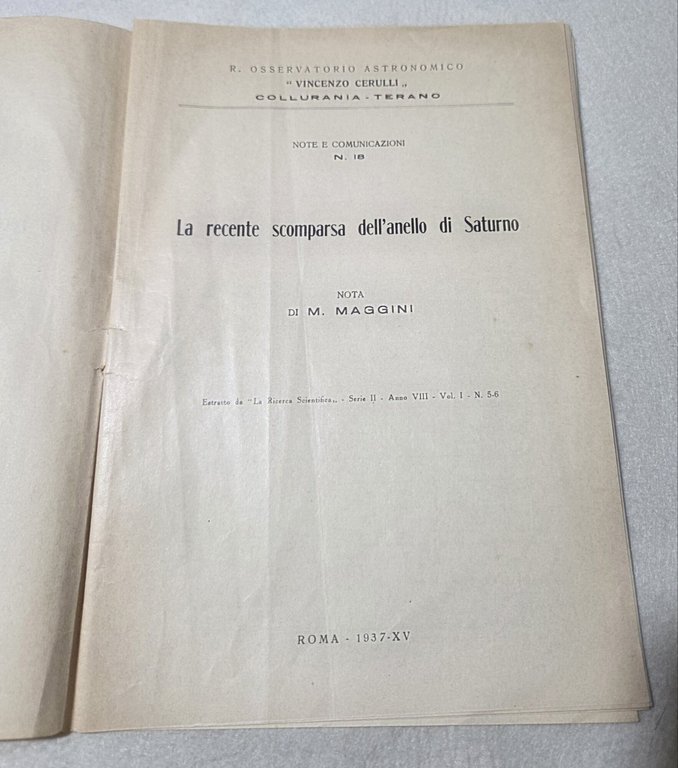 R. OSSERVATORIO ASTRONOMICO
" VINCENZO CERULLI „
COLLURANIA - TERANO
NOTE E COMUNICAZIONI
N. 18
La recente scomparsa dell'anello di Saturno
NOTA
DI M. MAGGINI
Estratto da "La Ricerca Scientifica„ - Serie II - Anno VIII - Vol. I - N. 5-6
ROMA - 1937-XV